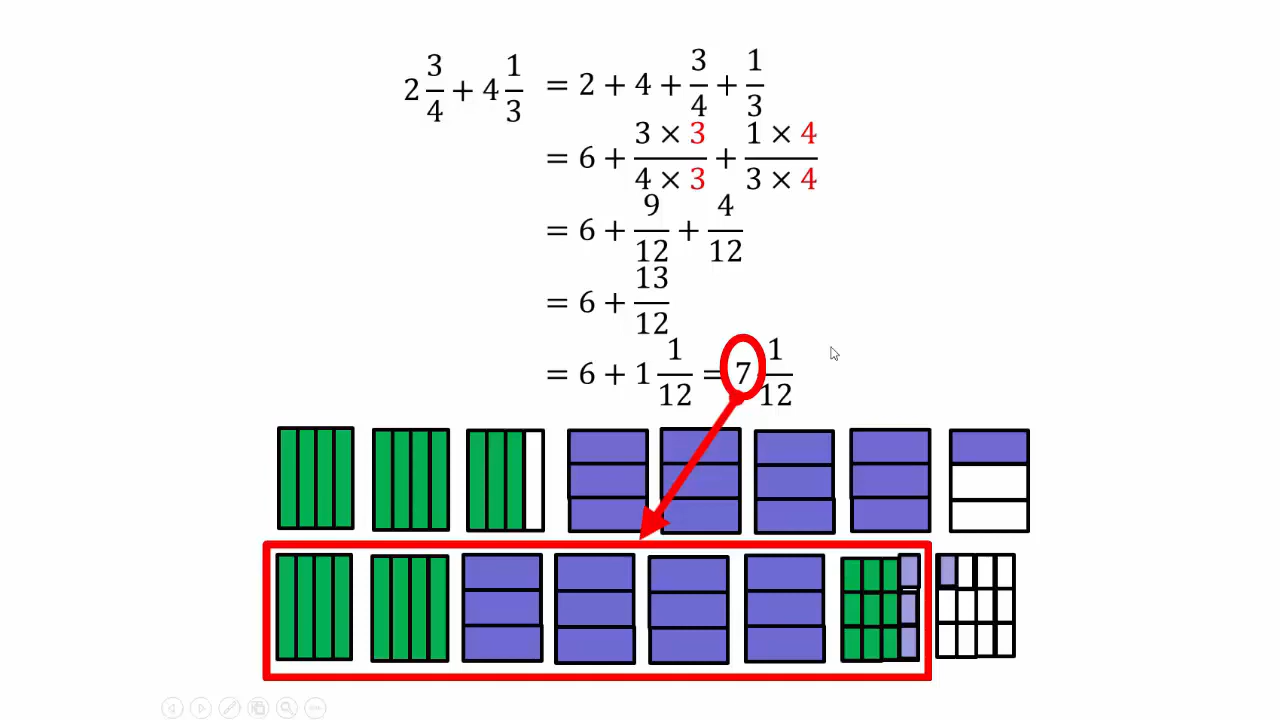 2 3/4 + 4 1/3 = 2 + 4 + 3/4 + 1/3
= 6 + (3 × 3)/(4 × 3) + (1 × 4)/(3 × 4)
= 6 + 9/12 + 4/12
= 6 + 13/12
= 6 + 1 1/12 = 7 1/12